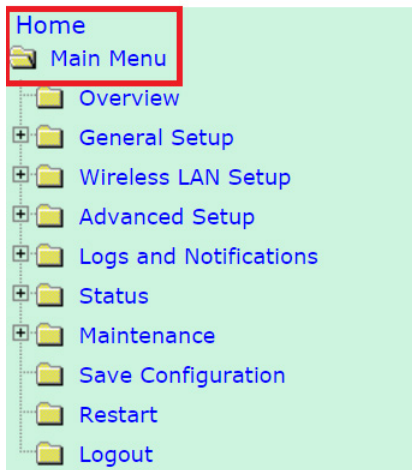 Home
Main Menu
Overview
General Setup
Wireless LAN Setup
Advanced Setup
Logs and Notifications
Status
Maintenance
Save Configuration
Restart
Logout